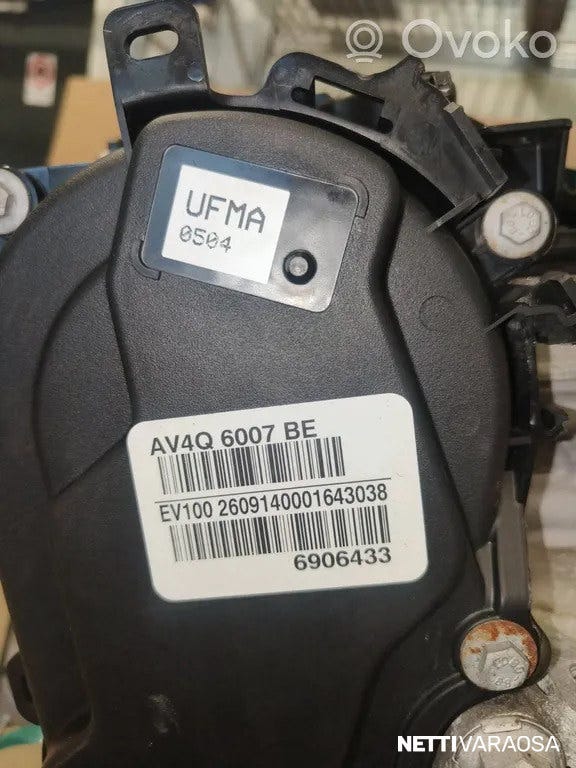 Ovoko
UFMA
0504
AV4Q 6007 BE
EV100 2609140001643038
6906433
NETTIVARAOSA